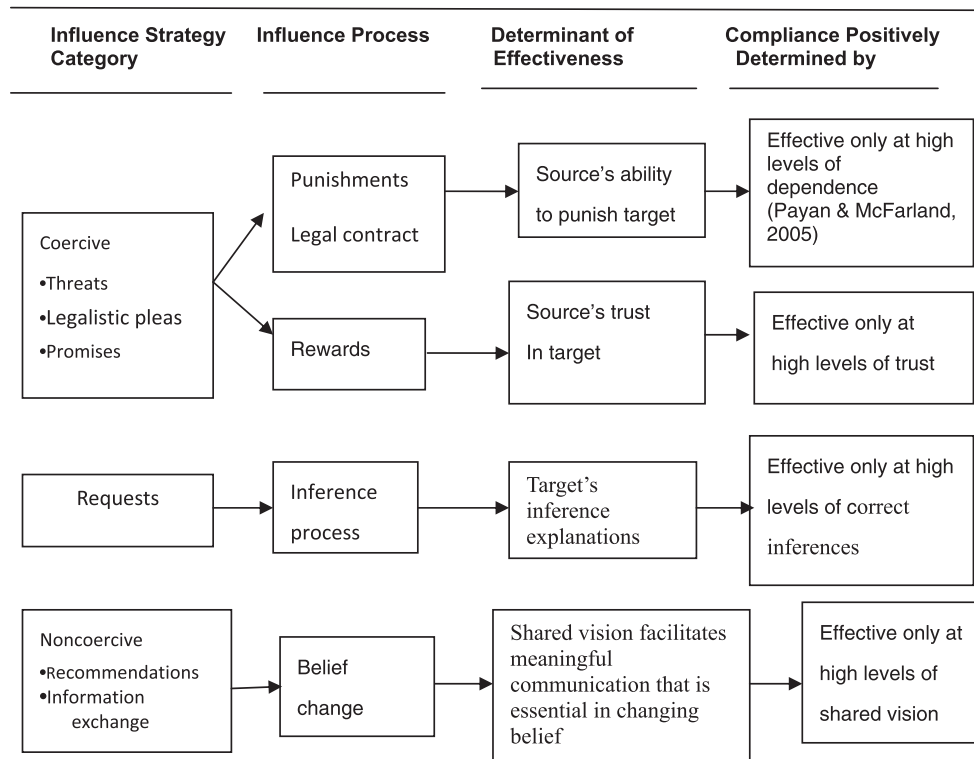 Influence Strategy
Category
Influence Process
Determinant of
Effectiveness
Compliance Positively
Determined by
Coercive
•Threats
•Legalistic pleas
•Promises
Punishments
Legal contract
Source's ability
to punish target
Effective only at high
levels of
dependence
(Payan & McFarland,
2005)
Rewards
Source's trust
In target
Effective only at
high levels of trust
Requests
Inference
process
Target's
inference
explanations
Effective only at high
levels of correct
inferences
Noncoercive
•Recommendations
•Information
exchange
Belief
change
Shared vision facilitates
meaningful
communication that is
essential in changing
belief
Effective only at
high levels of
shared vision